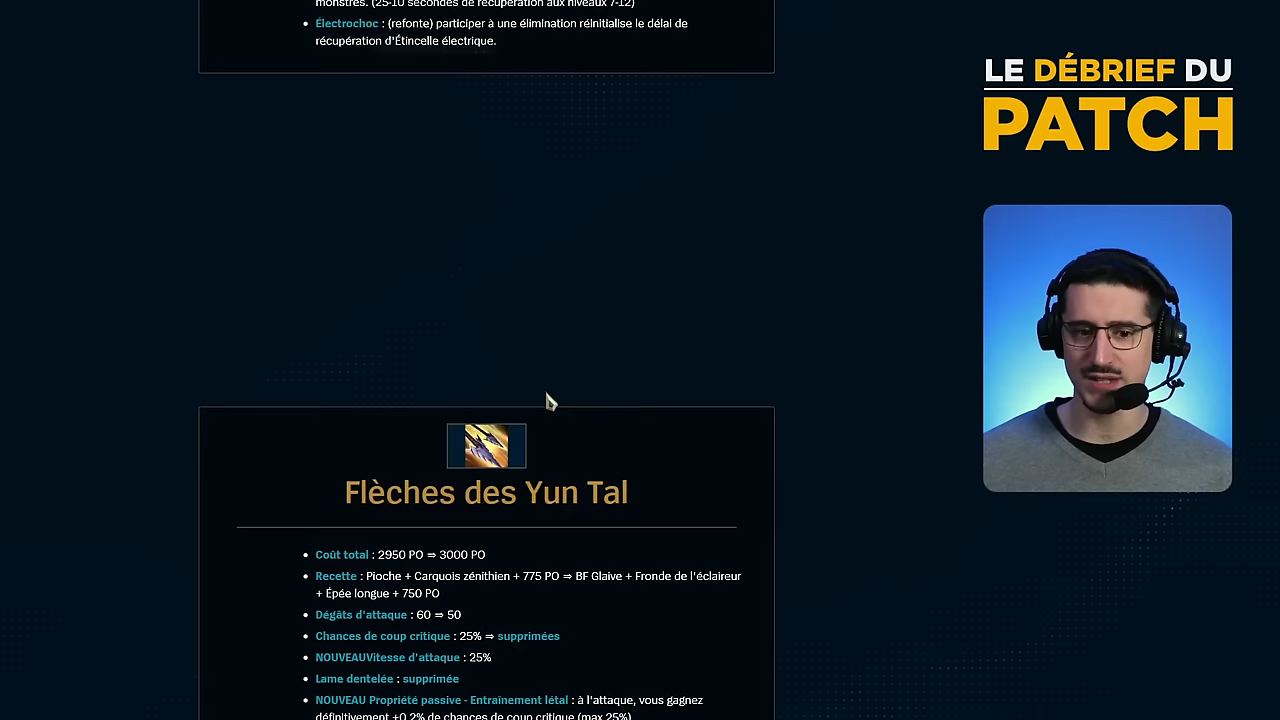 monstres. (25-10 secondes de récupération aux niveaux 7-12)
• Électrochoc : (refonte) participer à une élimination réinitialise le délai de
récupération d'Étincelle électrique.
LE DÉBRIEF DU
PATCH
Flèches des Yun Tal
• Coût total : 2950 PO ⇒ 3000 PO
• Recette : Pioche + Carquois zénithien + 775 PO ⇒ BF Glaive + Fronde de l'éclaireur
+ Épée longue + 750 PO
• Dégâts d'attaque : 60 ⇒ 50
• Chances de coup critique : 25% ⇒ supprimées
• NOUVEAUVitesse d'attaque : 25%
• Lame dentelée : supprimée
• NOUVEAU Propriété passive - Entraînement létal : à l'attaque, vous gagnez
définitivement +0,2% de chances de coup critique (max 25%)